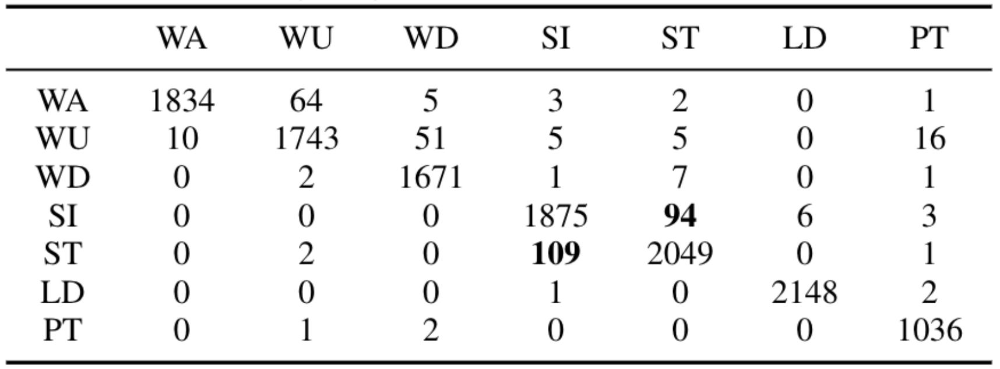 WA WU WD SI ST LD PT
WA 1834 64 5 3 2 0 1
WU 10 1743 51 5 5 0 16
WD 0 2 1671 1 7 0 1
SI 0 0 0 1875 94 6 3
ST 0 2 0 109 2049 0 1
LD 0 0 0 1 0 2148 2
PT 0 1 2 0 0 0 1036